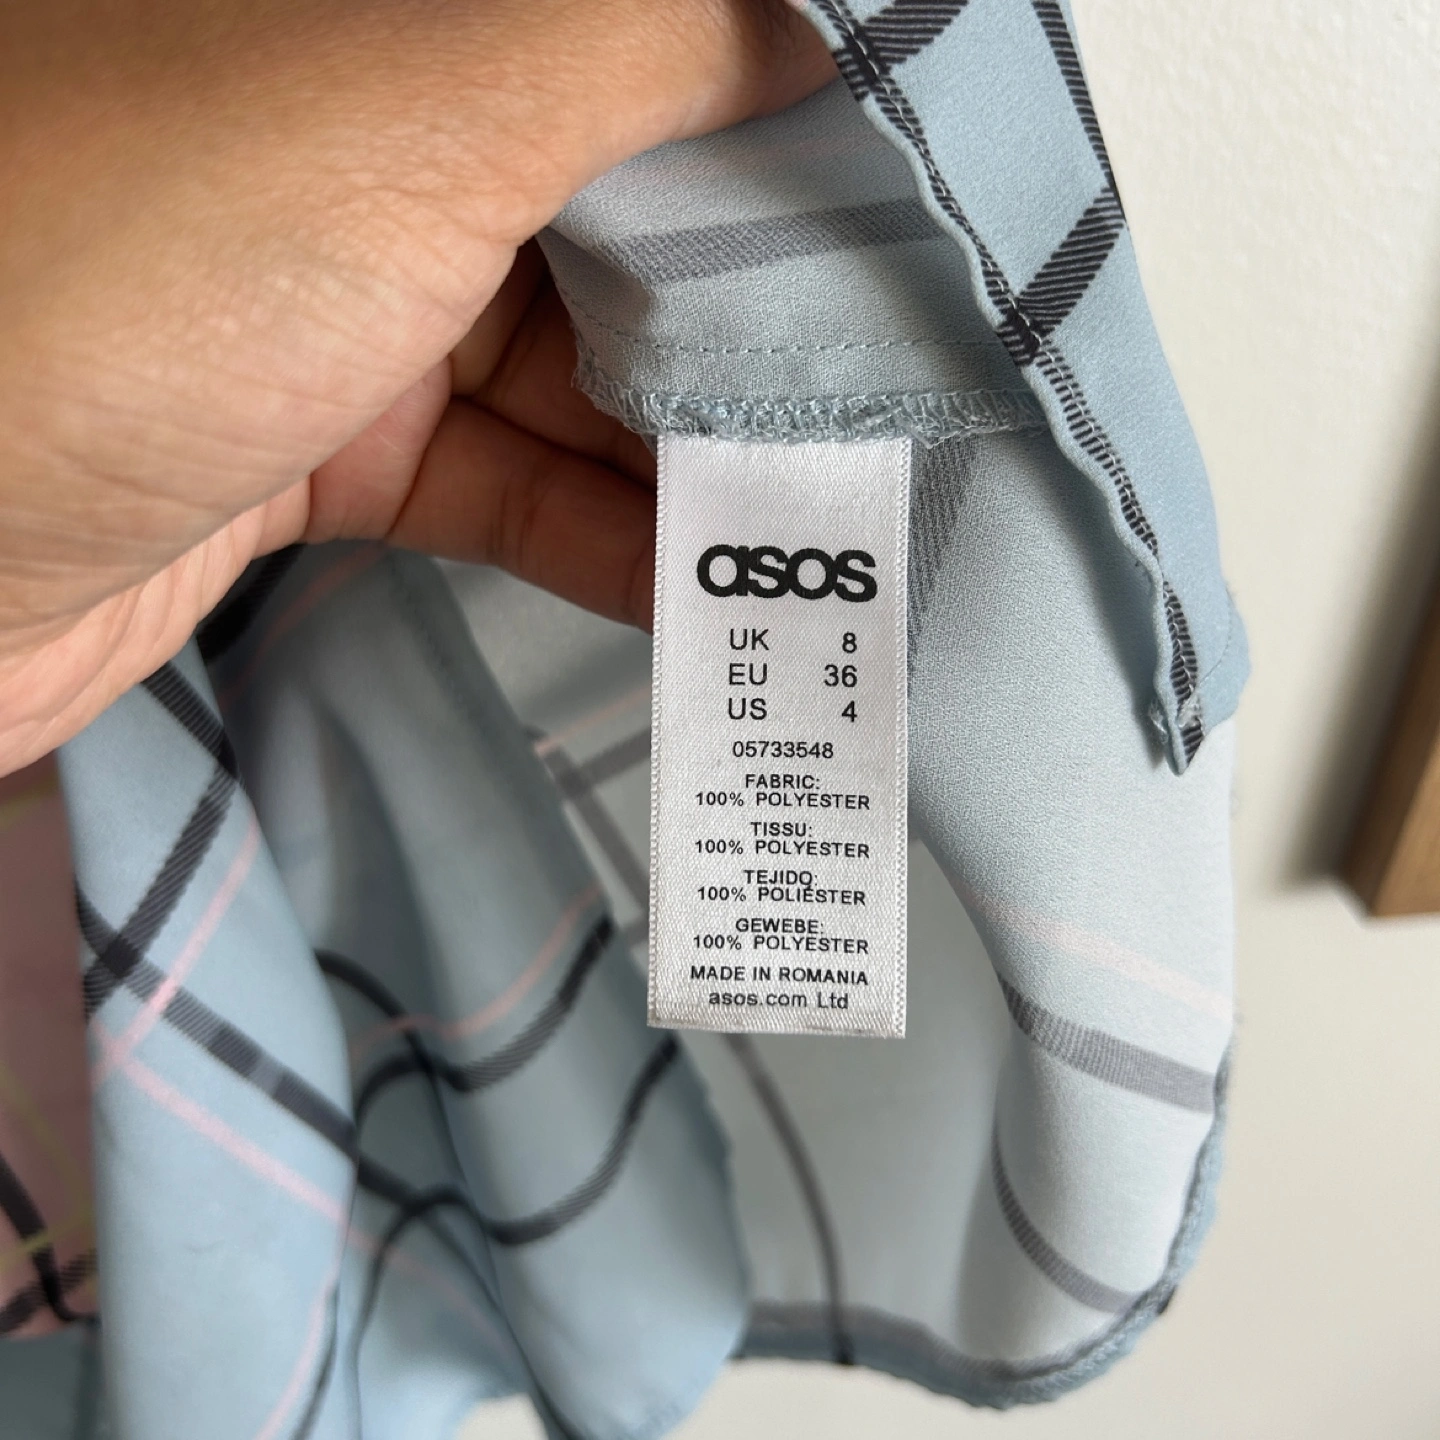 asos
UK 8
EU 36
US 4
05733548
FABRIC:
100% POLYESTER
TISSU:
100% POLYESTER
TEJIDO:
100% POLIÉSTER
GEWEBE:
100% POLYESTER
MADE IN ROMANIA
asos.com Ltd